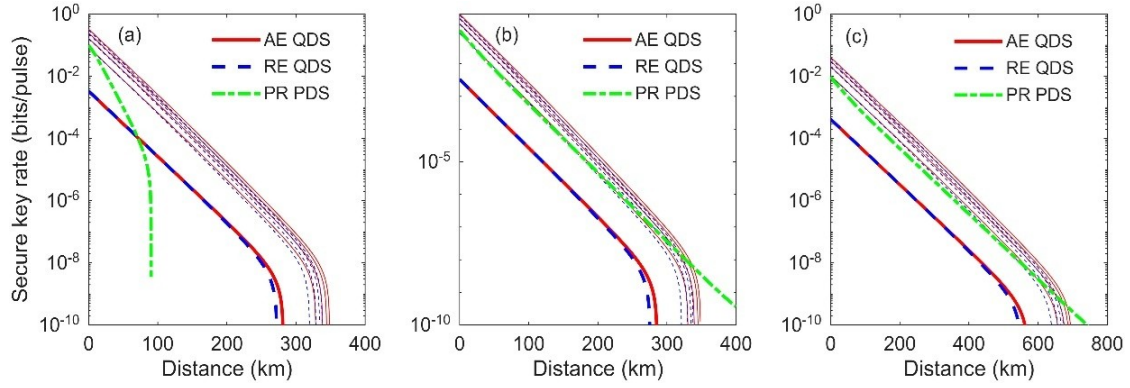 (a)
AE QDS
RE QDS
PR PDS
10^0
10^-2
10^-4
10^-6
10^-8
10^-10
Secure key rate (bits/pulse)
0 100 200 300 400
Distance (km)
(b)
AE QDS
RE QDS
PR PDS
10^-5
10^-10
0 100 200 300 400
Distance (km)
(c)
AE QDS
RE QDS
PR PDS
10^0
10^-2
10^-4
10^-6
10^-8
10^-10
0 200 400 600 800
Distance (km)